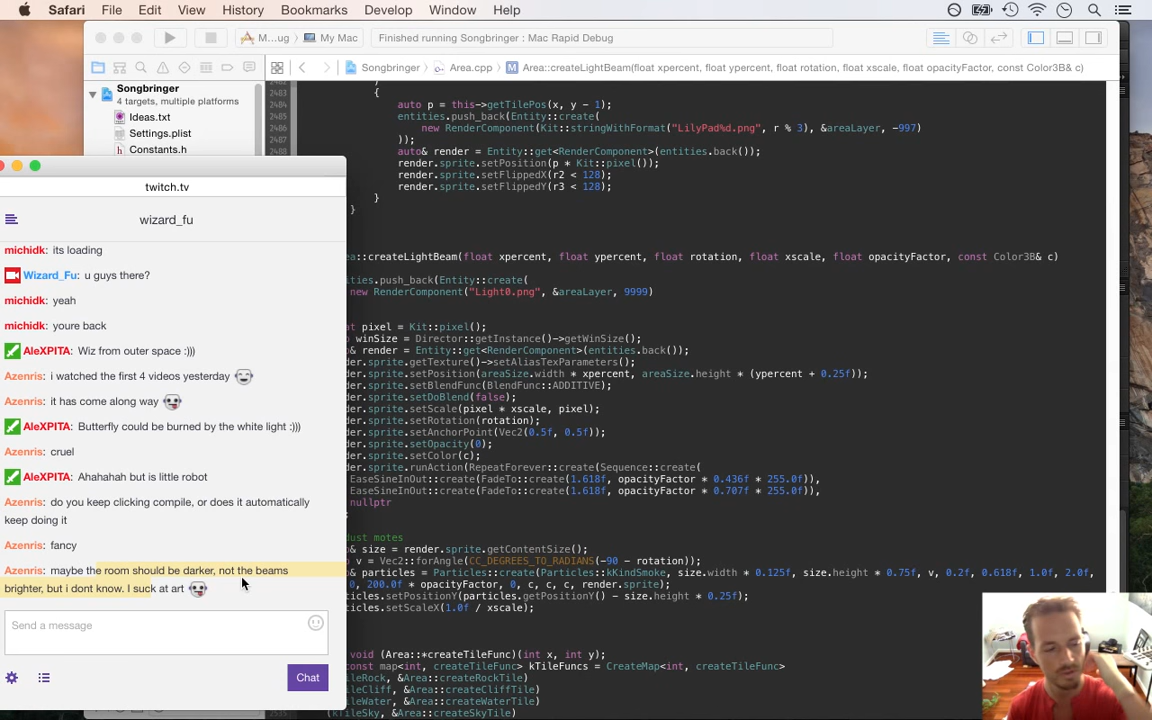 Safari File Edit View History Bookmarks Develop Window Help
M...ug My Mac Finished running Songbringer : Mac Rapid Debug
Songbringer Area.cpp M Area::createLightBeam(float xpercent, float ypercent, float rotation, float xscale, float opacityFactor, const Color3B& c)
Songbringer
4 targets, multiple platforms
Ideas.txt
Settings.plist
Constants.h
2483 {
2484 auto p = this->getTilePos(x, y - 1);
2485 entities.push_back(Entity::create(
2486 new RenderComponent(Kit::stringWithFormat("LilyPad%d.png", r % 3), &areaLayer, -997)
2487 ));
2488 auto& render = Entity::get<RenderComponent>(entities.back());
render.sprite.setPosition(p * Kit::pixel());
render.sprite.setFlippedX(r2 < 128);
render.sprite.setFlippedY(r3 < 128);
}
}
a::createLightBeam(float xpercent, float ypercent, float rotation, float xscale, float opacityFactor, const Color3B& c)
ities.push_back(Entity::create(
new RenderComponent("Light0.png", &areaLayer, 9999)
at pixel = Kit::pixel();
o winSize = Director::getInstance()->getWinSize();
o& render = Entity::get<RenderComponent>(entities.back());
der.sprite.getTexture()->setAliasTexParameters();
der.sprite.setPosition(areaSize.width * xpercent, areaSize.height * (ypercent + 0.25f));
der.sprite.setBlendFunc(BlendFunc::ADDITIVE);
der.sprite.setDoBlend(false);
der.sprite.setScale(pixel * xscale, pixel);
der.sprite.setRotation(rotation);
der.sprite.setAnchorPoint(Vec2(0.5f, 0.5f));
der.sprite.setOpacity(0);
der.sprite.setColor(c);
der.sprite.runAction(RepeatForever::create(Sequence::create(
EaseSineInOut::create(FadeTo::create(1.618f, opacityFactor * 0.436f * 255.0f)),
EaseSineInOut::create(FadeTo::create(1.618f, opacityFactor * 0.707f * 255.0f)),
nullptr
;
dust motes
o& size = render.sprite.getContentSize();
o v = Vec2::forAngle(CC_DEGREES_TO_RADIANS(-90 - rotation);
o& particles = Particles::create(Particles::kKindSmoke, size.width * 0.125f, size.height * 0.75f, v, 0.2f, 0.618f, 1.0f, 2.0f,
0, 200.0f * opacityFactor, 0, c, c, c, render.sprite);
ticles.setPositionY(particles.getPositionY() - size.height * 0.25f);
ticles.setScaleX(1.0f / xscale);
void (Area::*createTileFunc)(int x, int y);
const map<int, createTileFunc> kTileFuncs = CreateMap<int, createTileFunc>
TileRock, &Area::createRockTile)
TileCliff, &Area::createCliffTile)
TileWater, &Area::createWaterTile)
(kTileSky, &Area::createSkyTile)
twitch.tv
wizard_fu
michidk: its loading
Wizard_Fu: u guys there?
michidk: yeah
michidk: youre back
AleXPITA: Wiz from outer space :)))
Azenris: i watched the first 4 videos yesterday
Azenris: it has come along way
AleXPITA: Butterfly could be burned by the white light :)))
Azenris: cruel
AleXPITA: Ahahahah but is little robot
Azenris: do you keep clicking compile, or does it automatically
keep doing it
Azenris: fancy
Azenris: maybe the room should be darker, not the beams
brighter, but i dont know. I suck at art
Send a message
Chat